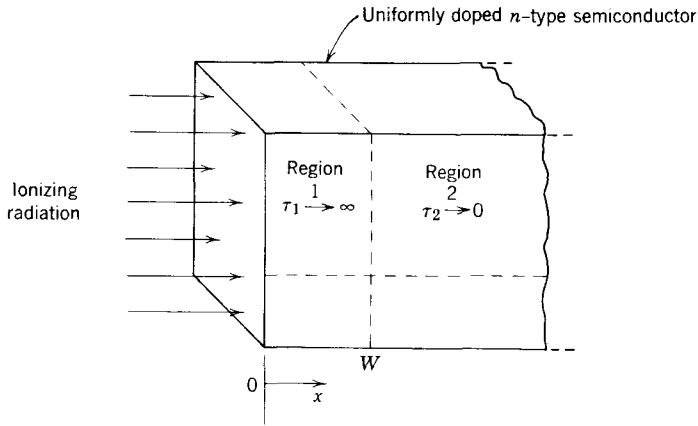 Uniformly doped n-type semiconductor
Ionizing
radiation
Region
1
τ₁ → ∞
Region
2
τ₂ → 0
0
x
W